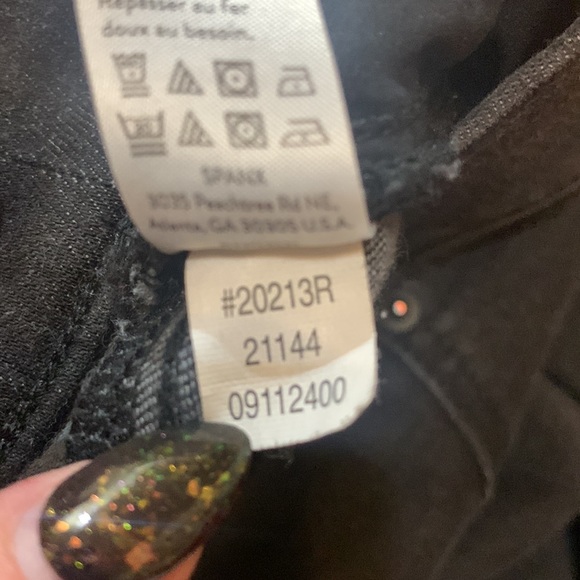 Repasser au fer
doux au besoin.
SPANX
3035 Peachtree Rd NE,
Atlanta, GA 30305 U.S.A.
#20213R
21144
09112400